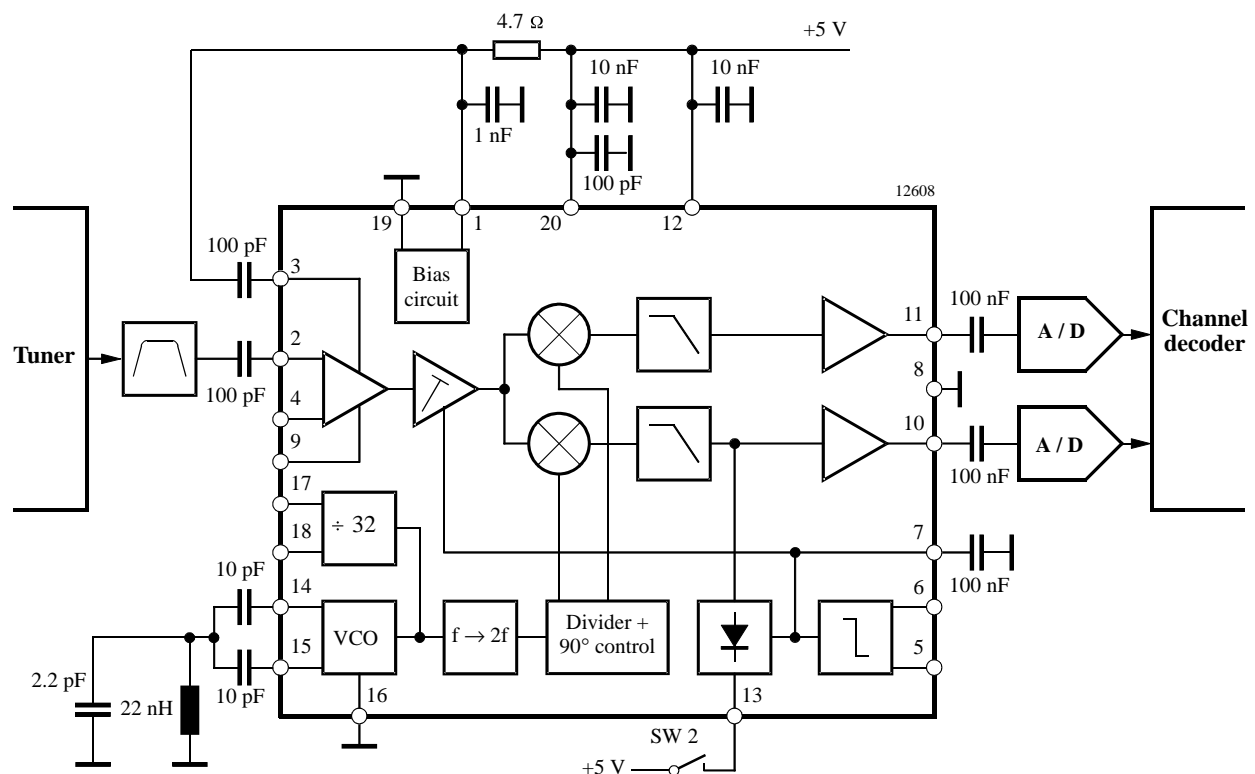 4.7 Ω
+5 V
10 nF
10 nF
1 nF
100 pF
12608
19
1
20
12
100 pF
3
Bias
circuit
2
11
100 nF
A / D
Channel
decoder
Tuner
100 pF
4
8
9
10
100 nF
A / D
17
÷ 32
18
7
100 nF
10 pF
14
6
VCO
f → 2f
Divider +
90° control
15
5
2.2 pF
10 pF
22 nH
16
13
SW 2
+5 V